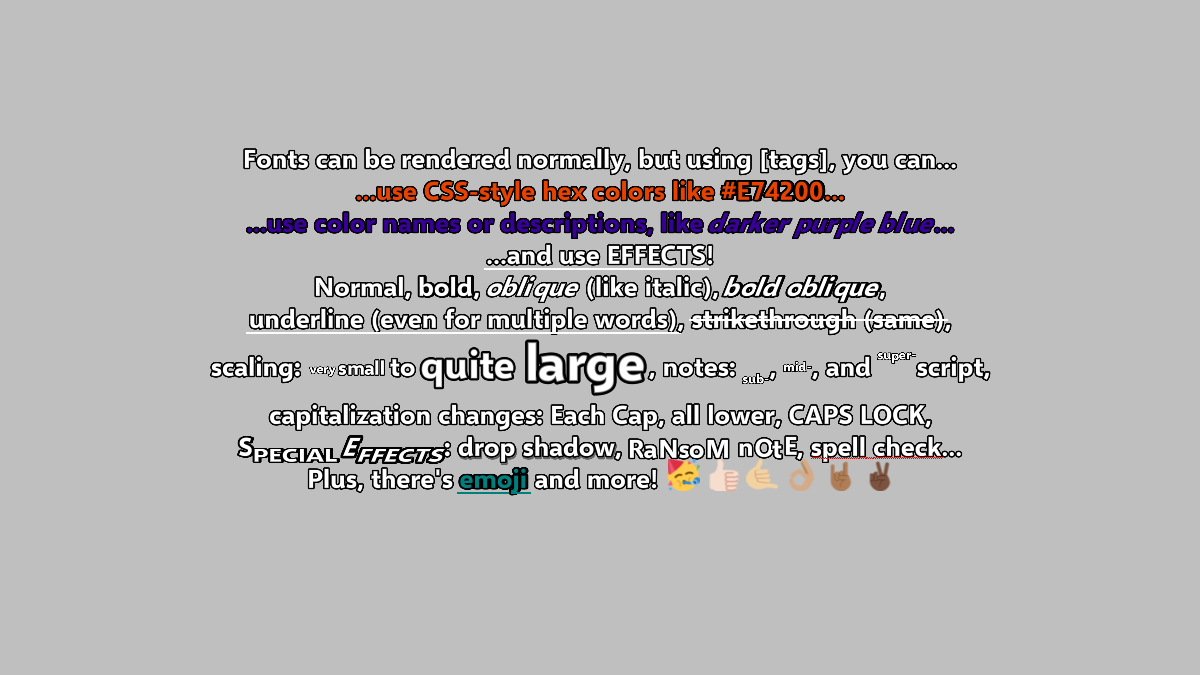 Fonts can be rendered normally, but using [tags], you can...
...use CSS-style hex colors like #E74200...
...use color names or descriptions, like darker purple blue...
...and use EFFECTS!
Normal, bold, oblique (like italic), bold oblique,
underline (even for multiple words), strikethrough (same),
scaling: very small to quite large, notes: sub-, mid-, and super-script,
capitalization changes: Each Cap, all lower, CAPS LOCK,
SPECIAL EFFECTS: drop shadow, RaNsoM nOtE, spell check...
Plus, there's emoji and more! 🥳 👍🏻 🤙🏼 👌🏽 🤘🏾 ✌🏿